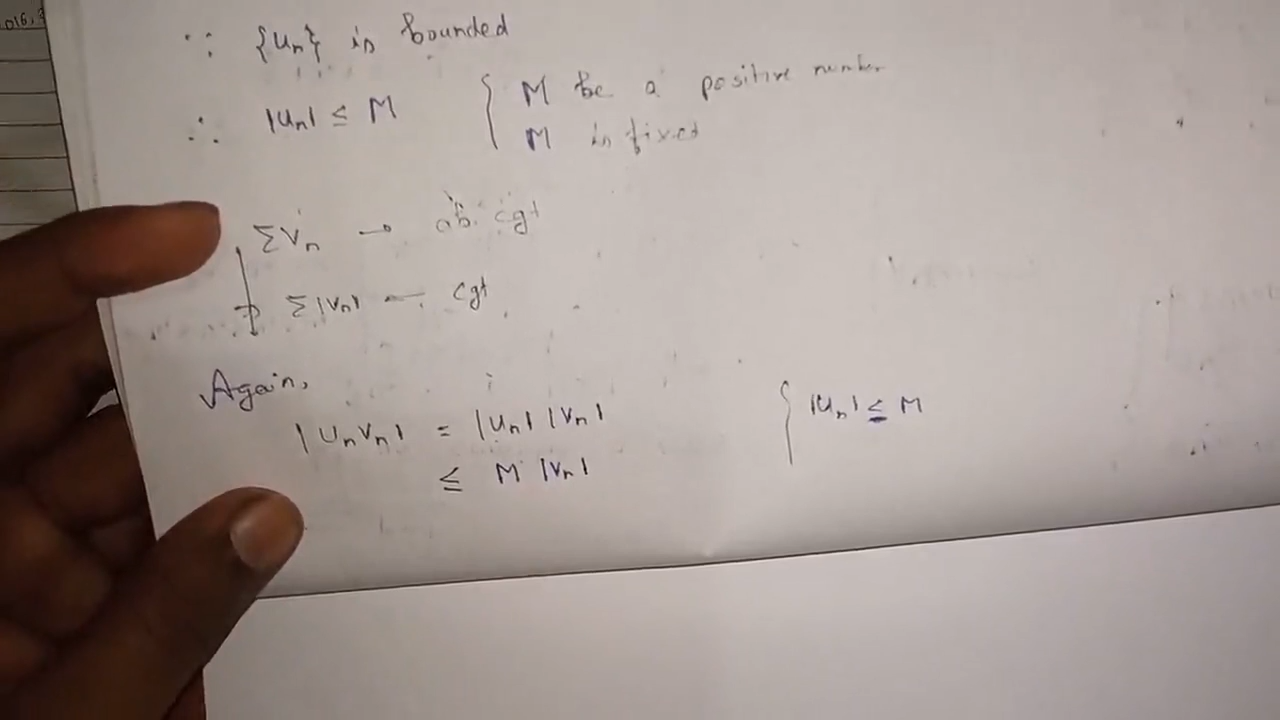 016,
∵ {Un} is bounded
∴ |Un| ≤ M { M be a positive number
M is fixed
ΣVn → ab. cgt
Σ|Vn| — cgt
Again,
|UnVn| = |Un| |Vn| { |Un| ≤ M
≤ M |Vn|